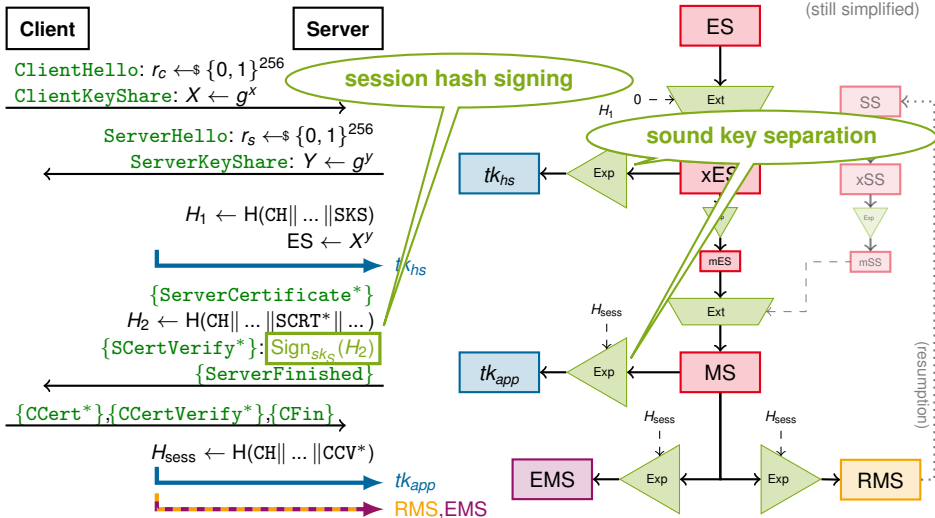 (still simplified)
Client
Server
ES
ClientHello: r_c ←$ {0, 1}^256
session hash signing
ClientKeyShare: X ← g^x
0
Ext
H_1
SS
ServerHello: r_s ←$ {0, 1}^256
sound key separation
ServerKeyShare: Y ← g^y
tk_hs
Exp
xES
xSS
H_1 ← H(CH‖ ... ‖SKS)
Exp
ES ← X^y
tk_hs
mES
mSS
{ServerCertificate*}
H_2 ← H(CH‖ ... ‖SCRT*‖ ... )
H_sess
Ext
{SCertVerify*}: Sign_sk_S(H_2)
{ServerFinished}
tk_app
Exp
MS
(resumption)
{CCert*},{CCertVerify*},{CFin}
H_sess
H_sess
H_sess ← H(CH‖ ... ‖CCV*)
tk_app
EMS
Exp
Exp
RMS
RMS,EMS